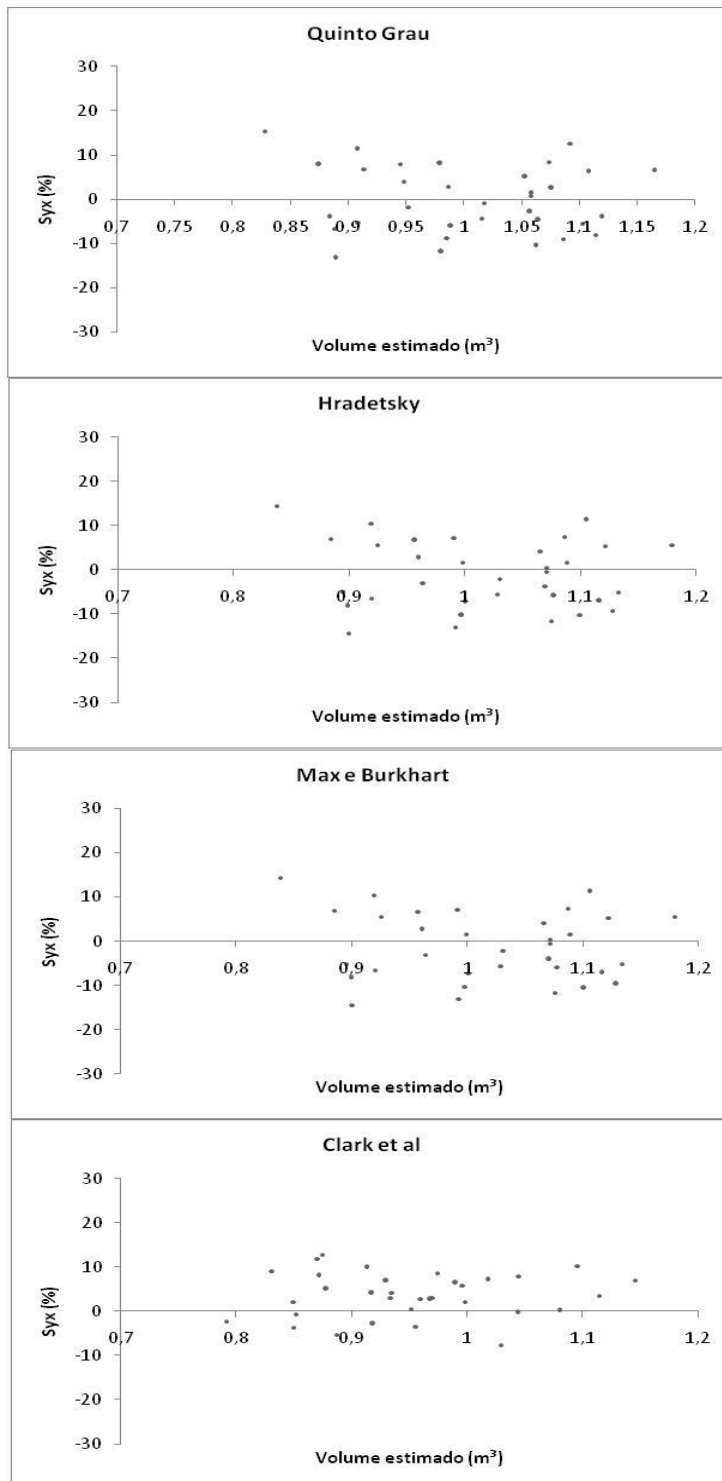 Quinto Grau
30
20
10
0
-10
-20
-30
Syx (%)
0,7 0,75 0,8 0,85 0,9 0,95 1 1,05 1,1 1,15 1,2
Volume estimado (m³)
Hradetsky
30
20
10
0
-10
-20
-30
Syx (%)
0,7 0,8 0,9 1 1,1 1,2
Volume estimado (m³)
Max e Burkhart
30
20
10
0
-10
-20
-30
Syx (%)
0,7 0,8 0,9 1 1,1 1,2
Volume estimado (m³)
Clark et al
30
20
10
0
-10
-20
-30
Syx (%)
0,7 0,8 0,9 1 1,1 1,2
Volume estimado (m³)